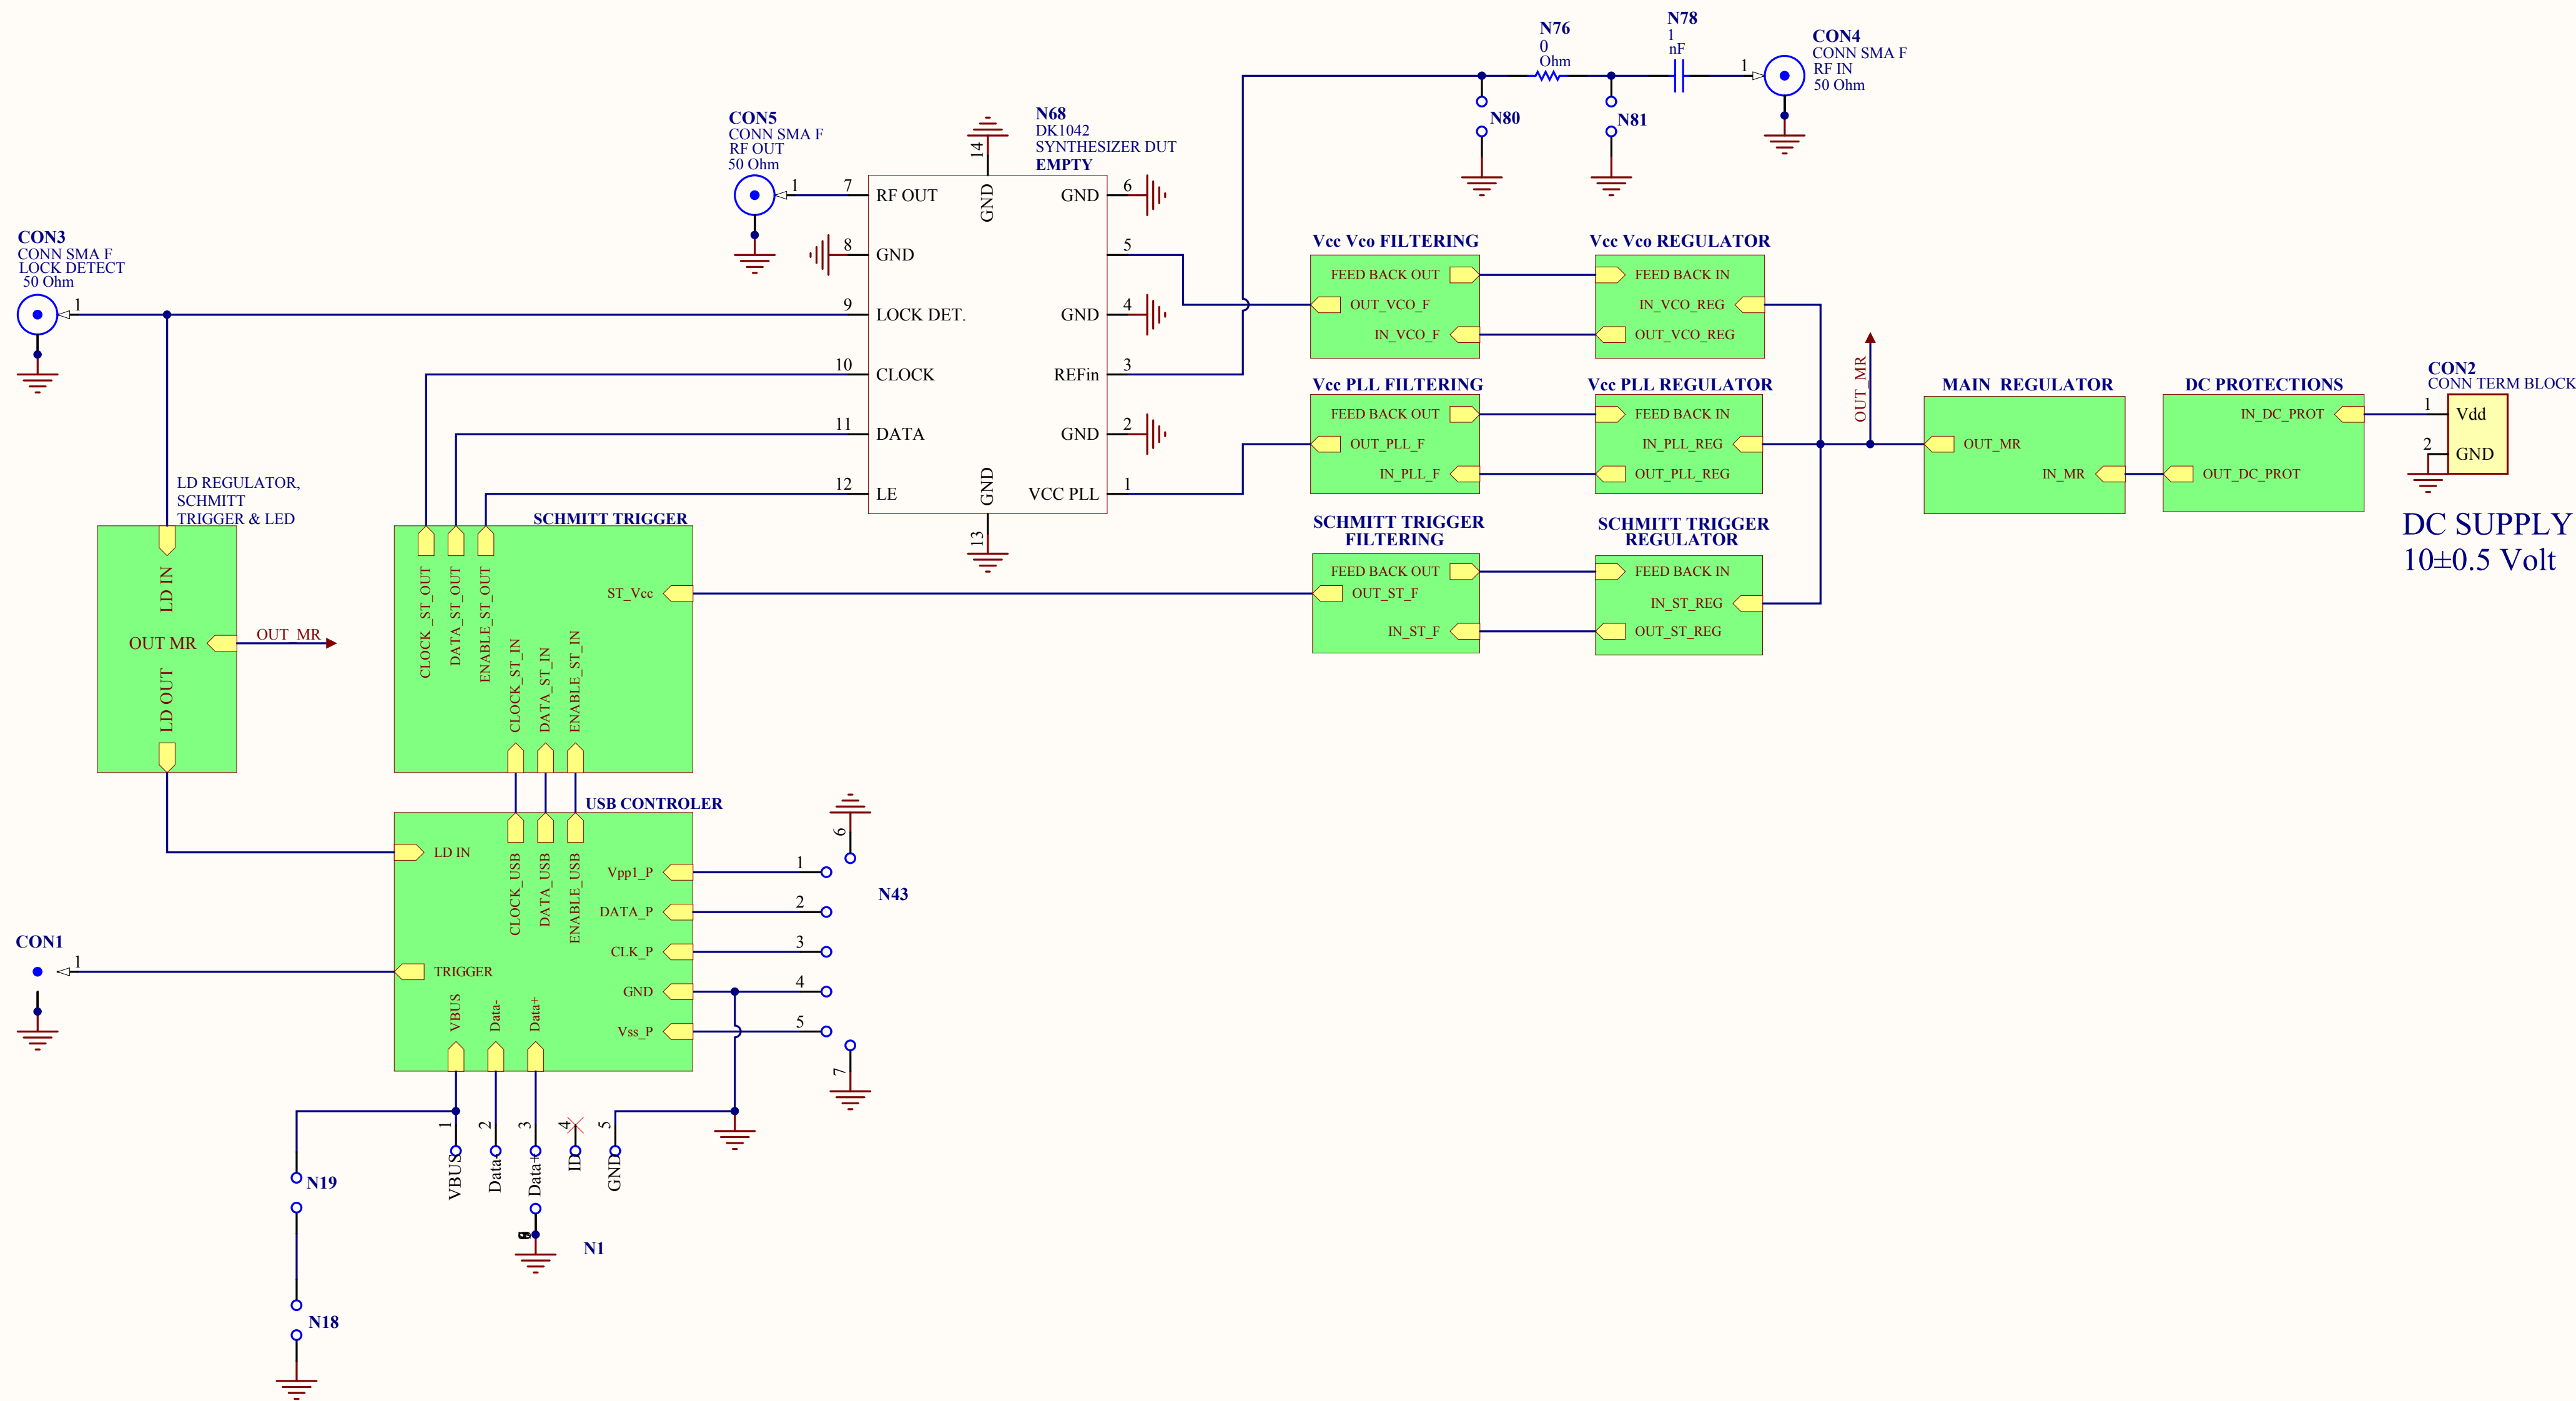 N76
0
Ohm
N78
1
nF
CON4
CONN SMA F
RF IN
50 Ohm
1
N80
N81
CON5
CONN SMA F
RF OUT
50 Ohm
1
N68
DK1042
SYNTHESIZER DUT
EMPTY
14
GND
7
RF OUT
GND
6
8
GND
5
9
LOCK DET.
GND
4
10
CLOCK
REFin
3
11
DATA
GND
2
12
LE
VCC PLL
1
GND
13
CON3
CONN SMA F
LOCK DETECT
50 Ohm
1
Vcc Vco FILTERING
FEED BACK OUT
OUT_VCO_F
IN_VCO_F
Vcc Vco REGULATOR
FEED BACK IN
IN_VCO_REG
OUT_VCO_REG
Vcc PLL FILTERING
FEED BACK OUT
OUT_PLL_F
IN_PLL_F
Vcc PLL REGULATOR
FEED BACK IN
IN_PLL_REG
OUT_PLL_REG
SCHMITT TRIGGER
FILTERING
FEED BACK OUT
OUT_ST_F
IN_ST_F
SCHMITT TRIGGER
REGULATOR
FEED BACK IN
IN_ST_REG
OUT_ST_REG
OUT_MR
MAIN  REGULATOR
OUT_MR
IN_MR
DC PROTECTIONS
IN_DC_PROT
OUT_DC_PROT
CON2
CONN TERM BLOCK
1
Vdd
2
GND
DC SUPPLY
10±0.5 Volt
LD REGULATOR,
SCHMITT
TRIGGER & LED
LD IN
OUT MR
OUT_MR
LD OUT
SCHMITT TRIGGER
CLOCK_ST_OUT
DATA_ST_OUT
ENABLE_ST_OUT
ST_Vcc
CLOCK_ST_IN
DATA_ST_IN
ENABLE_ST_IN
USB CONTROLER
LD IN
CLOCK_USB
DATA_USB
ENABLE_USB
Vpp1_P
1
DATA_P
2
CLK_P
3
GND
4
Vss_P
5
6
7
N43
TRIGGER
VBUS
Data-
Data+
CON1
1
1
2
3
4
5
VBUS
Data-
Data+
ID
GND
N1
N19
N18